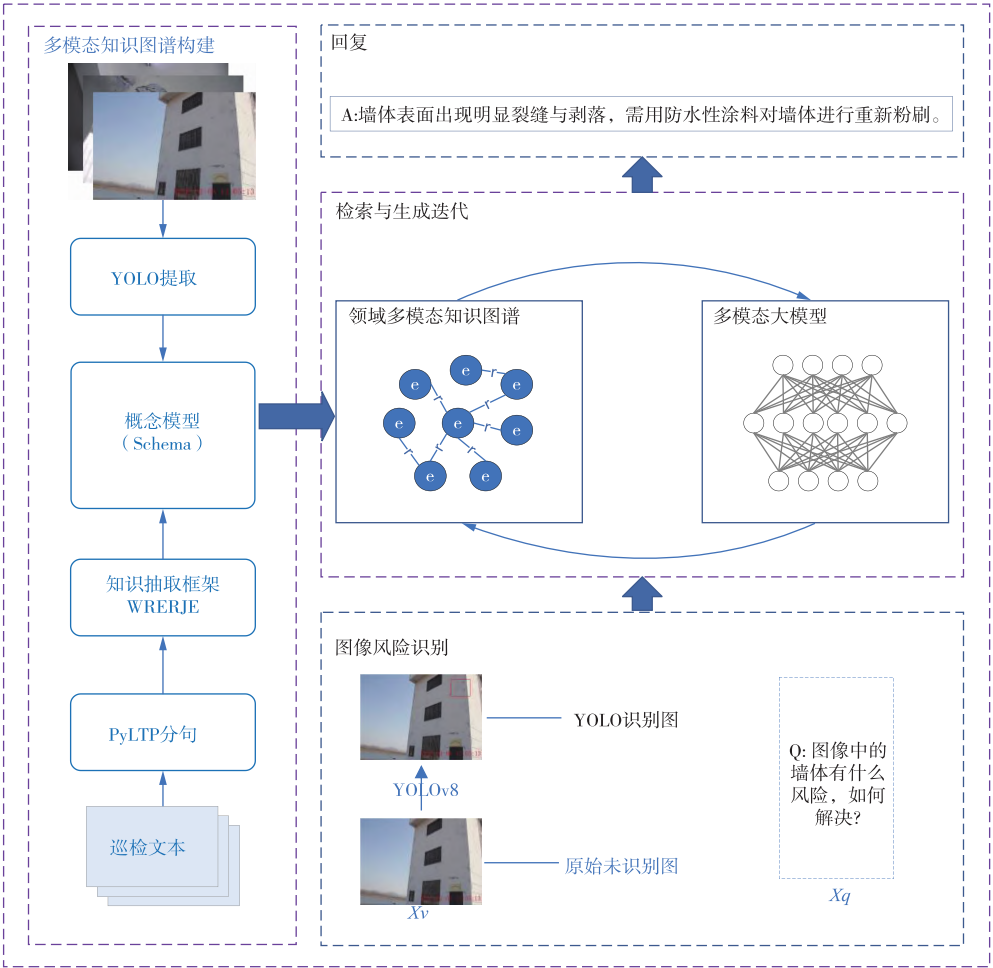 多模态知识图谱构建
YOLO提取
概念模型
（Schema）
知识抽取框架
WRERJE
PyLTP分句
巡检文本
回复
A:墙体表面出现明显裂缝与剥落，需用防水性涂料对墙体进行重新粉刷。
检索与生成迭代
领域多模态知识图谱
e
r
e
e
r
r
e
e
r
e
r
r
r
e
e
多模态大模型
图像风险识别
YOLO识别图
YOLOv8
原始未识别图
Xv
Q: 图像中的
墙体有什么
风险，如何
解决?
Xq